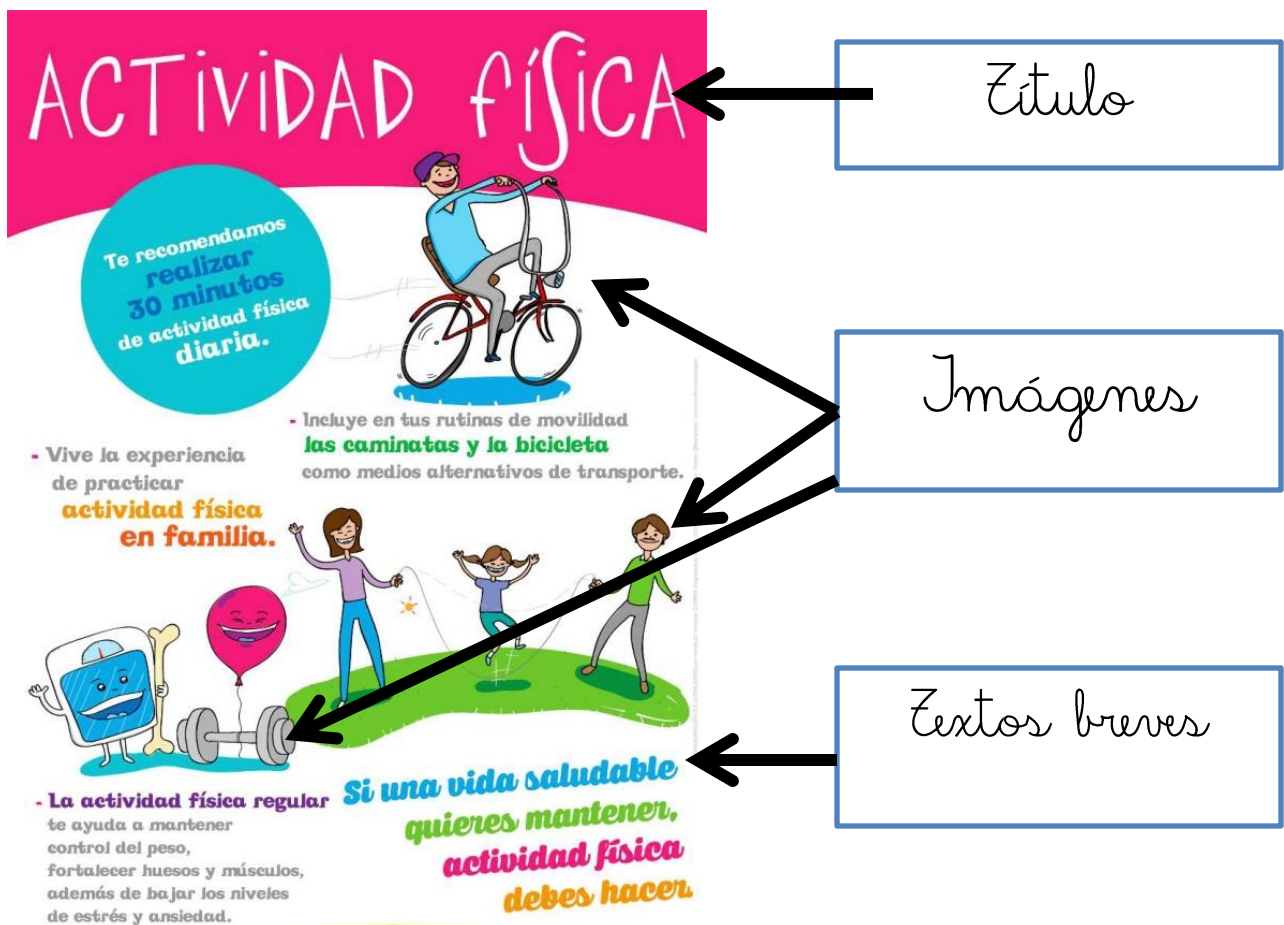 ACTIVIDAD FÍSICA
Título
Te recomendamos
realizar
30 minutos
de actividad física
diaria.
Imágenes
- Incluye en tus rutinas de movilidad
las caminatas y la bicicleta
como medios alternativos de transporte.
- Vive la experiencia
de practicar
actividad física
en familia.
Textos breves
- La actividad física regular
te ayuda a mantener
control del peso,
fortalecer huesos y músculos,
además de bajar los niveles
de estrés y ansiedad.
Si una vida saludable
quieres mantener,
actividad física
debes hacer.